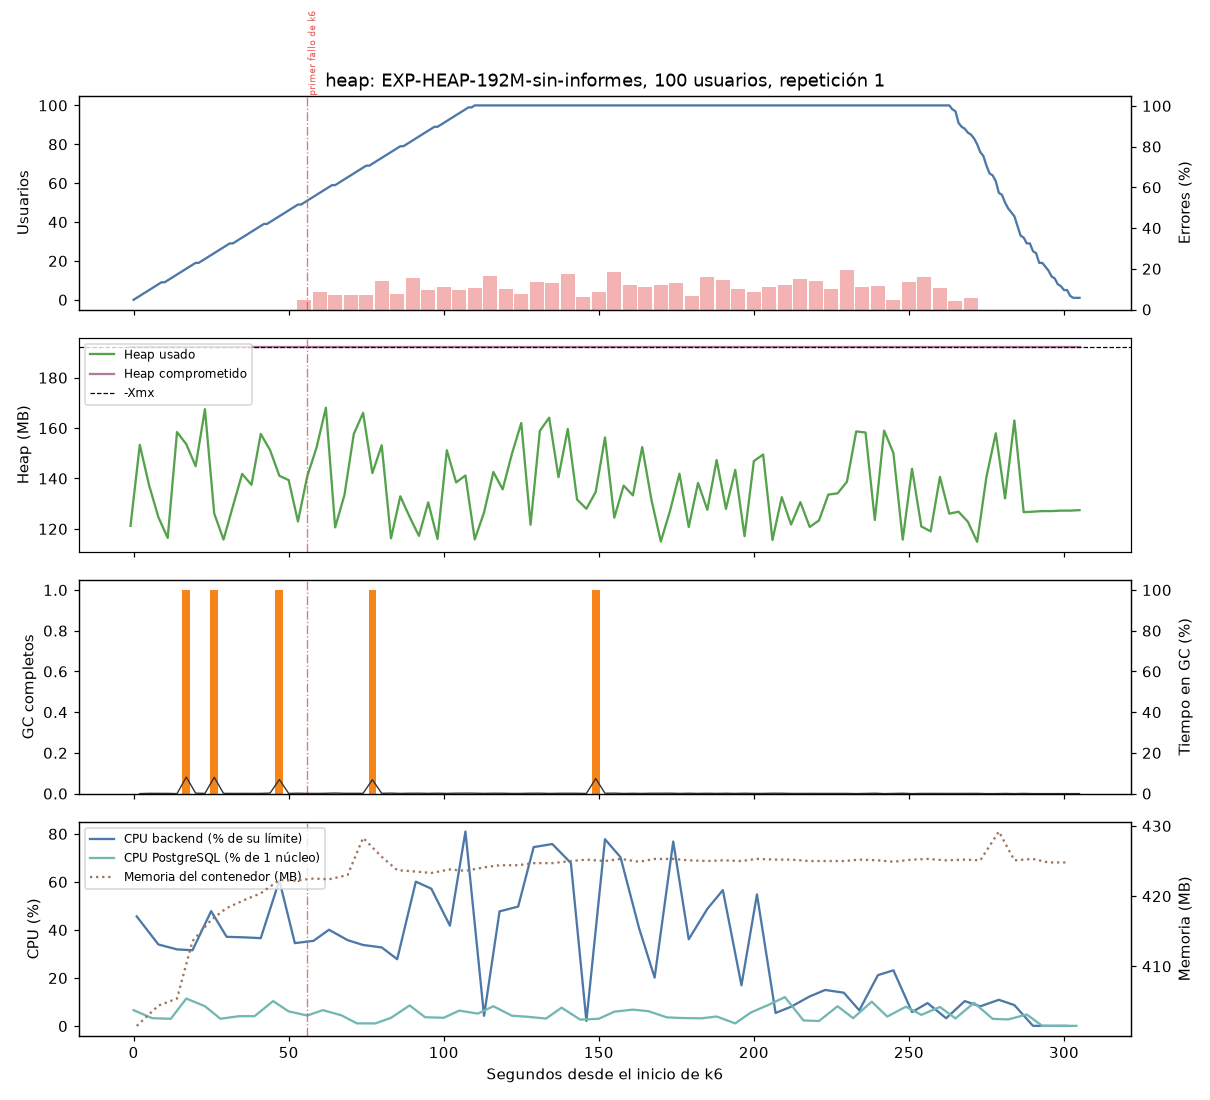 primer fallo de k6
heap: EXP-HEAP-192M-sin-informes, 100 usuarios, repetición 1
Usuarios
100
80
60
40
20
0
100
80
60
40
20
0
Errores (%)
Heap (MB)
180
160
140
120
Heap usado
Heap comprometido
-Xmx
GC completos
1.0
0.8
0.6
0.4
0.2
0.0
100
80
60
40
20
0
Tiempo en GC (%)
CPU (%)
80
60
40
20
0
CPU backend (% de su límite)
CPU PostgreSQL (% de 1 núcleo)
Memoria del contenedor (MB)
430
420
410
Memoria (MB)
0 50 100 150 200 250 300
Segundos desde el inicio de k6